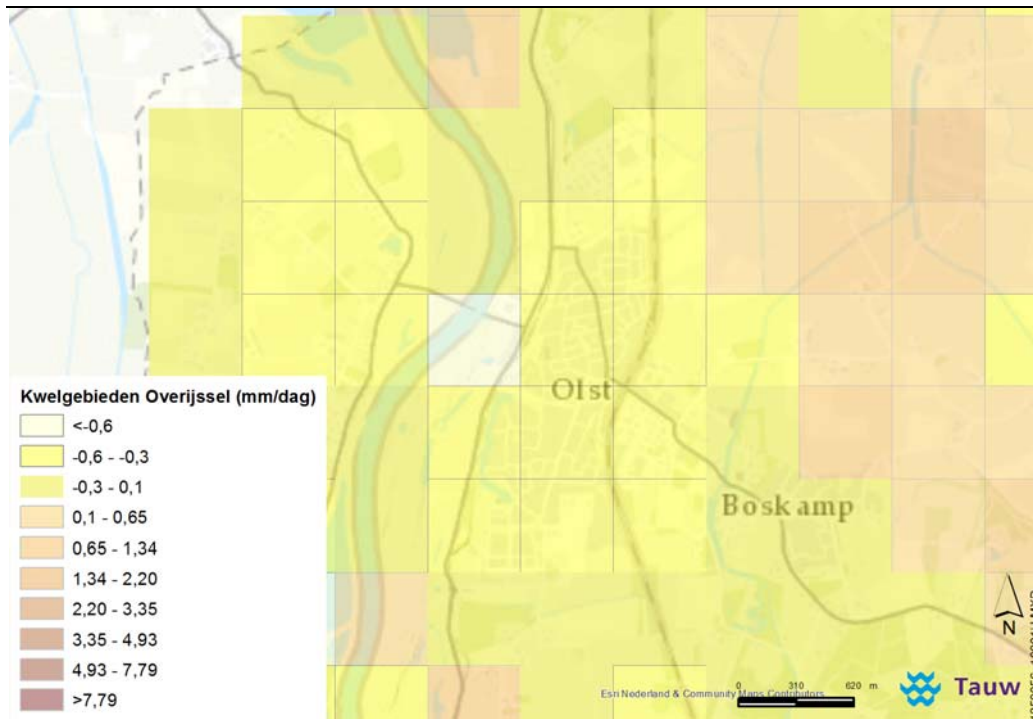 Olst
Boskamp
Kwelgebieden Overijssel (mm/dag)
<-0,6
-0,6 - -0,3
-0,3 - 0,1
0,1 - 0,65
0,65 - 1,34
1,34 - 2,20
2,20 - 3,35
3,35 - 4,93
4,93 - 7,79
>7,79
N
0 310 620 m
Esri Nederland & Community Maps Contributors
Tauw